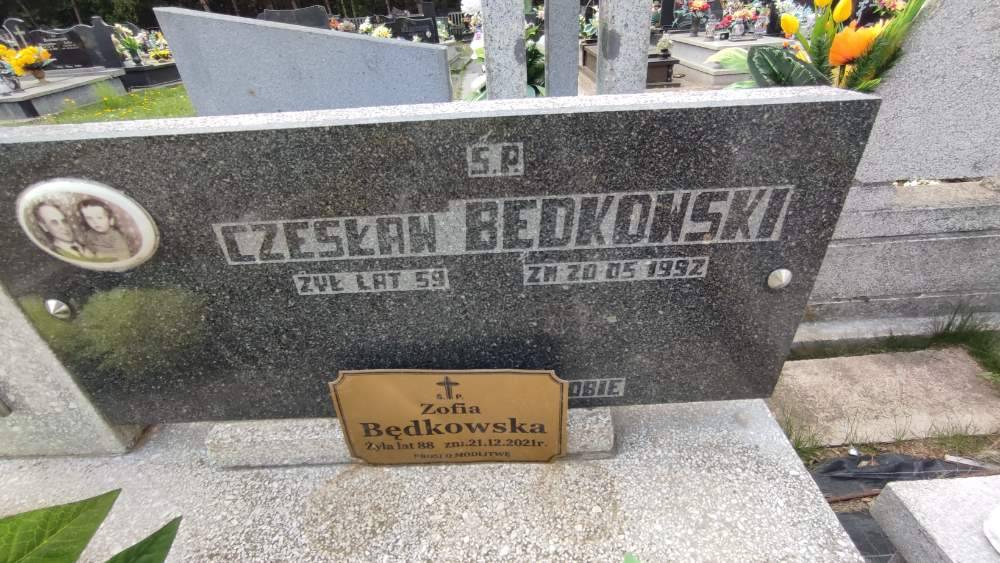 Ś.P.
CZESŁAW BĘDKOWSKI
ŻYŁ LAT 59 ZM 20 05 1992
OBIE
Ś. P.
Zofia
Będkowska
Żyła lat 88 zm.21.12.2021r.
PROSI O MODLITWĘ